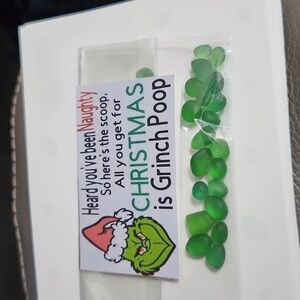 Heard you've been Naughty
So here's the scoop,
All you get for
CHRISTMAS
is Grinch Poop